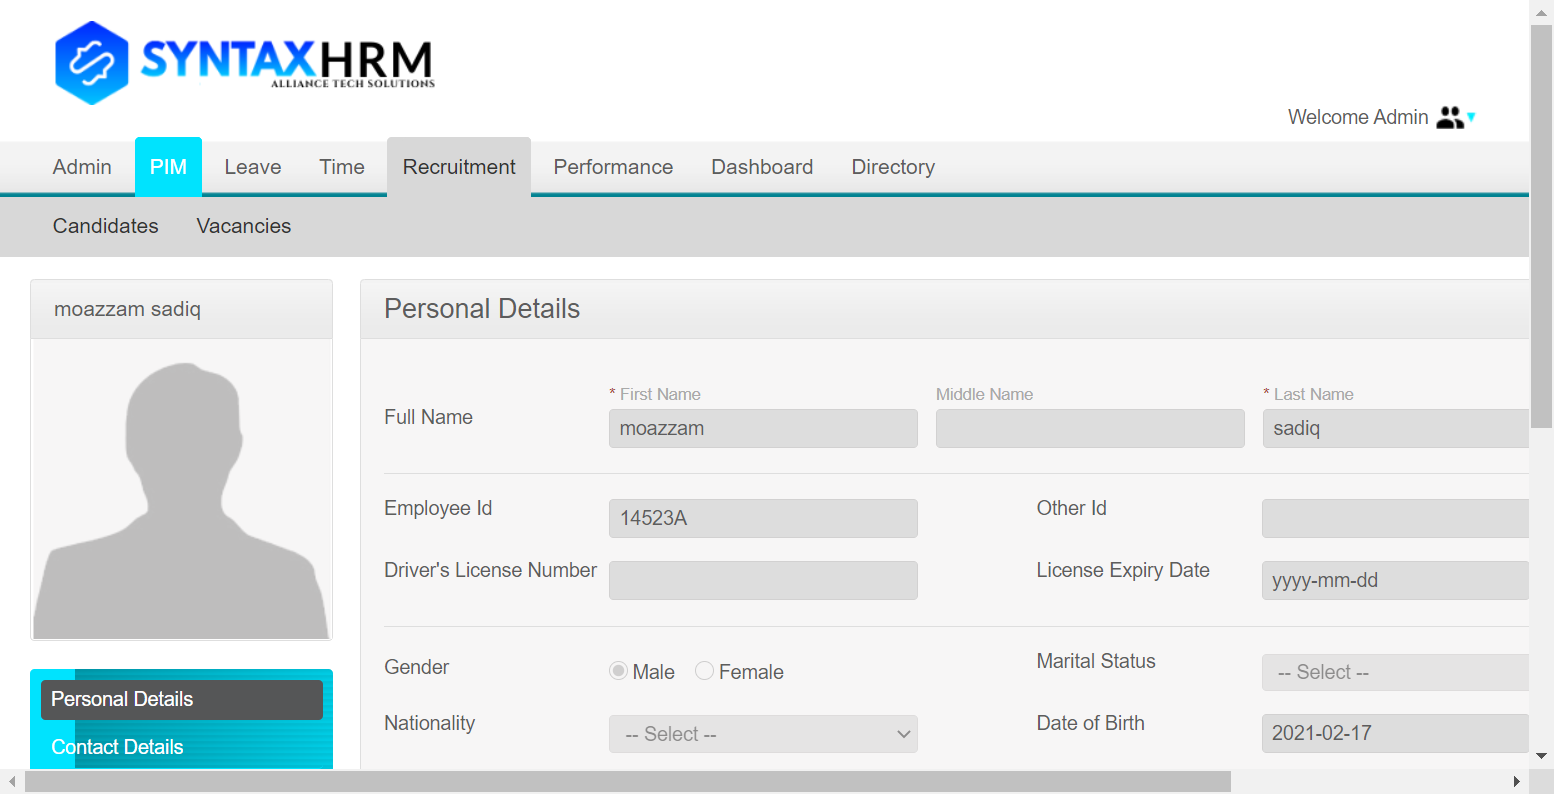 SYNTAXHRM
ALLIANCE TECH SOLUTIONS
Welcome Admin
Admin PIM Leave Time Recruitment Performance Dashboard Directory
Candidates Vacancies
moazzam sadiq
Personal Details
* First Name Middle Name * Last Name
Full Name
moazzam sadiq
Employee Id 14523A Other Id
Driver's License Number License Expiry Date yyyy-mm-dd
Gender Male Female Marital Status -- Select --
Nationality -- Select -- Date of Birth 2021-02-17
Personal Details
Contact Details